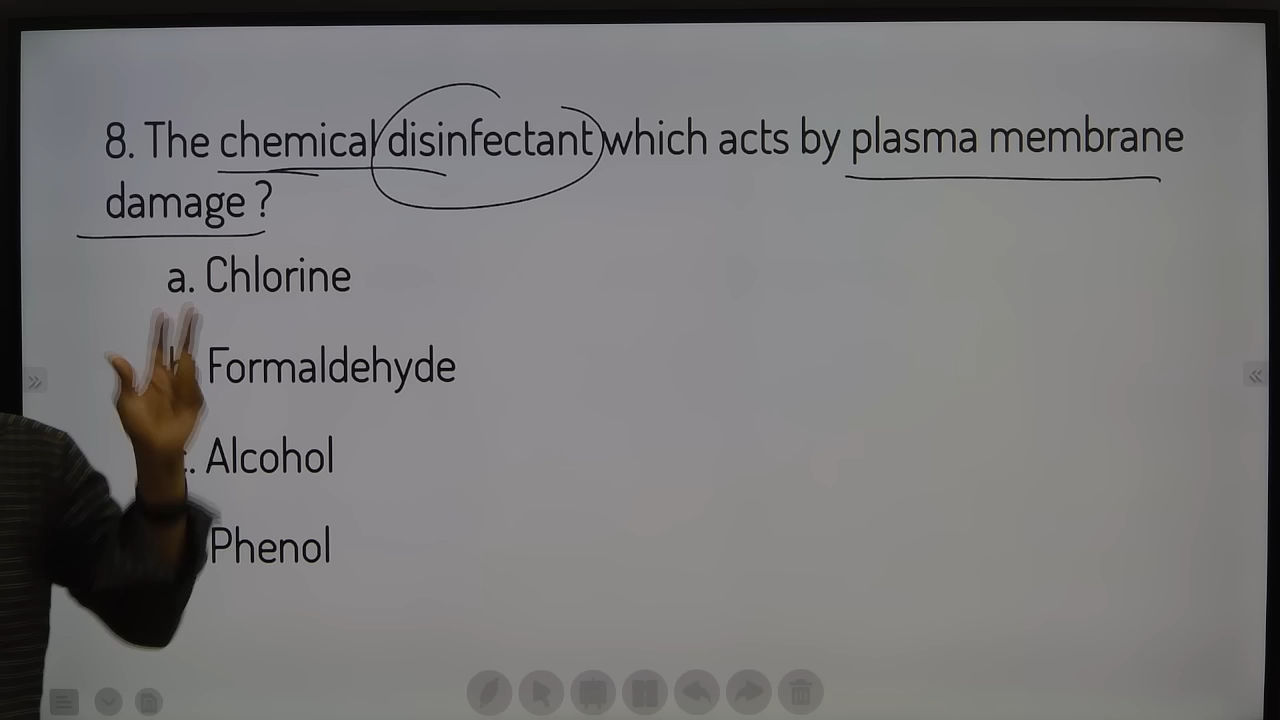 8. The chemical disinfectant which acts by plasma membrane
damage ?
a. Chlorine
Formaldehyde
. Alcohol
Phenol